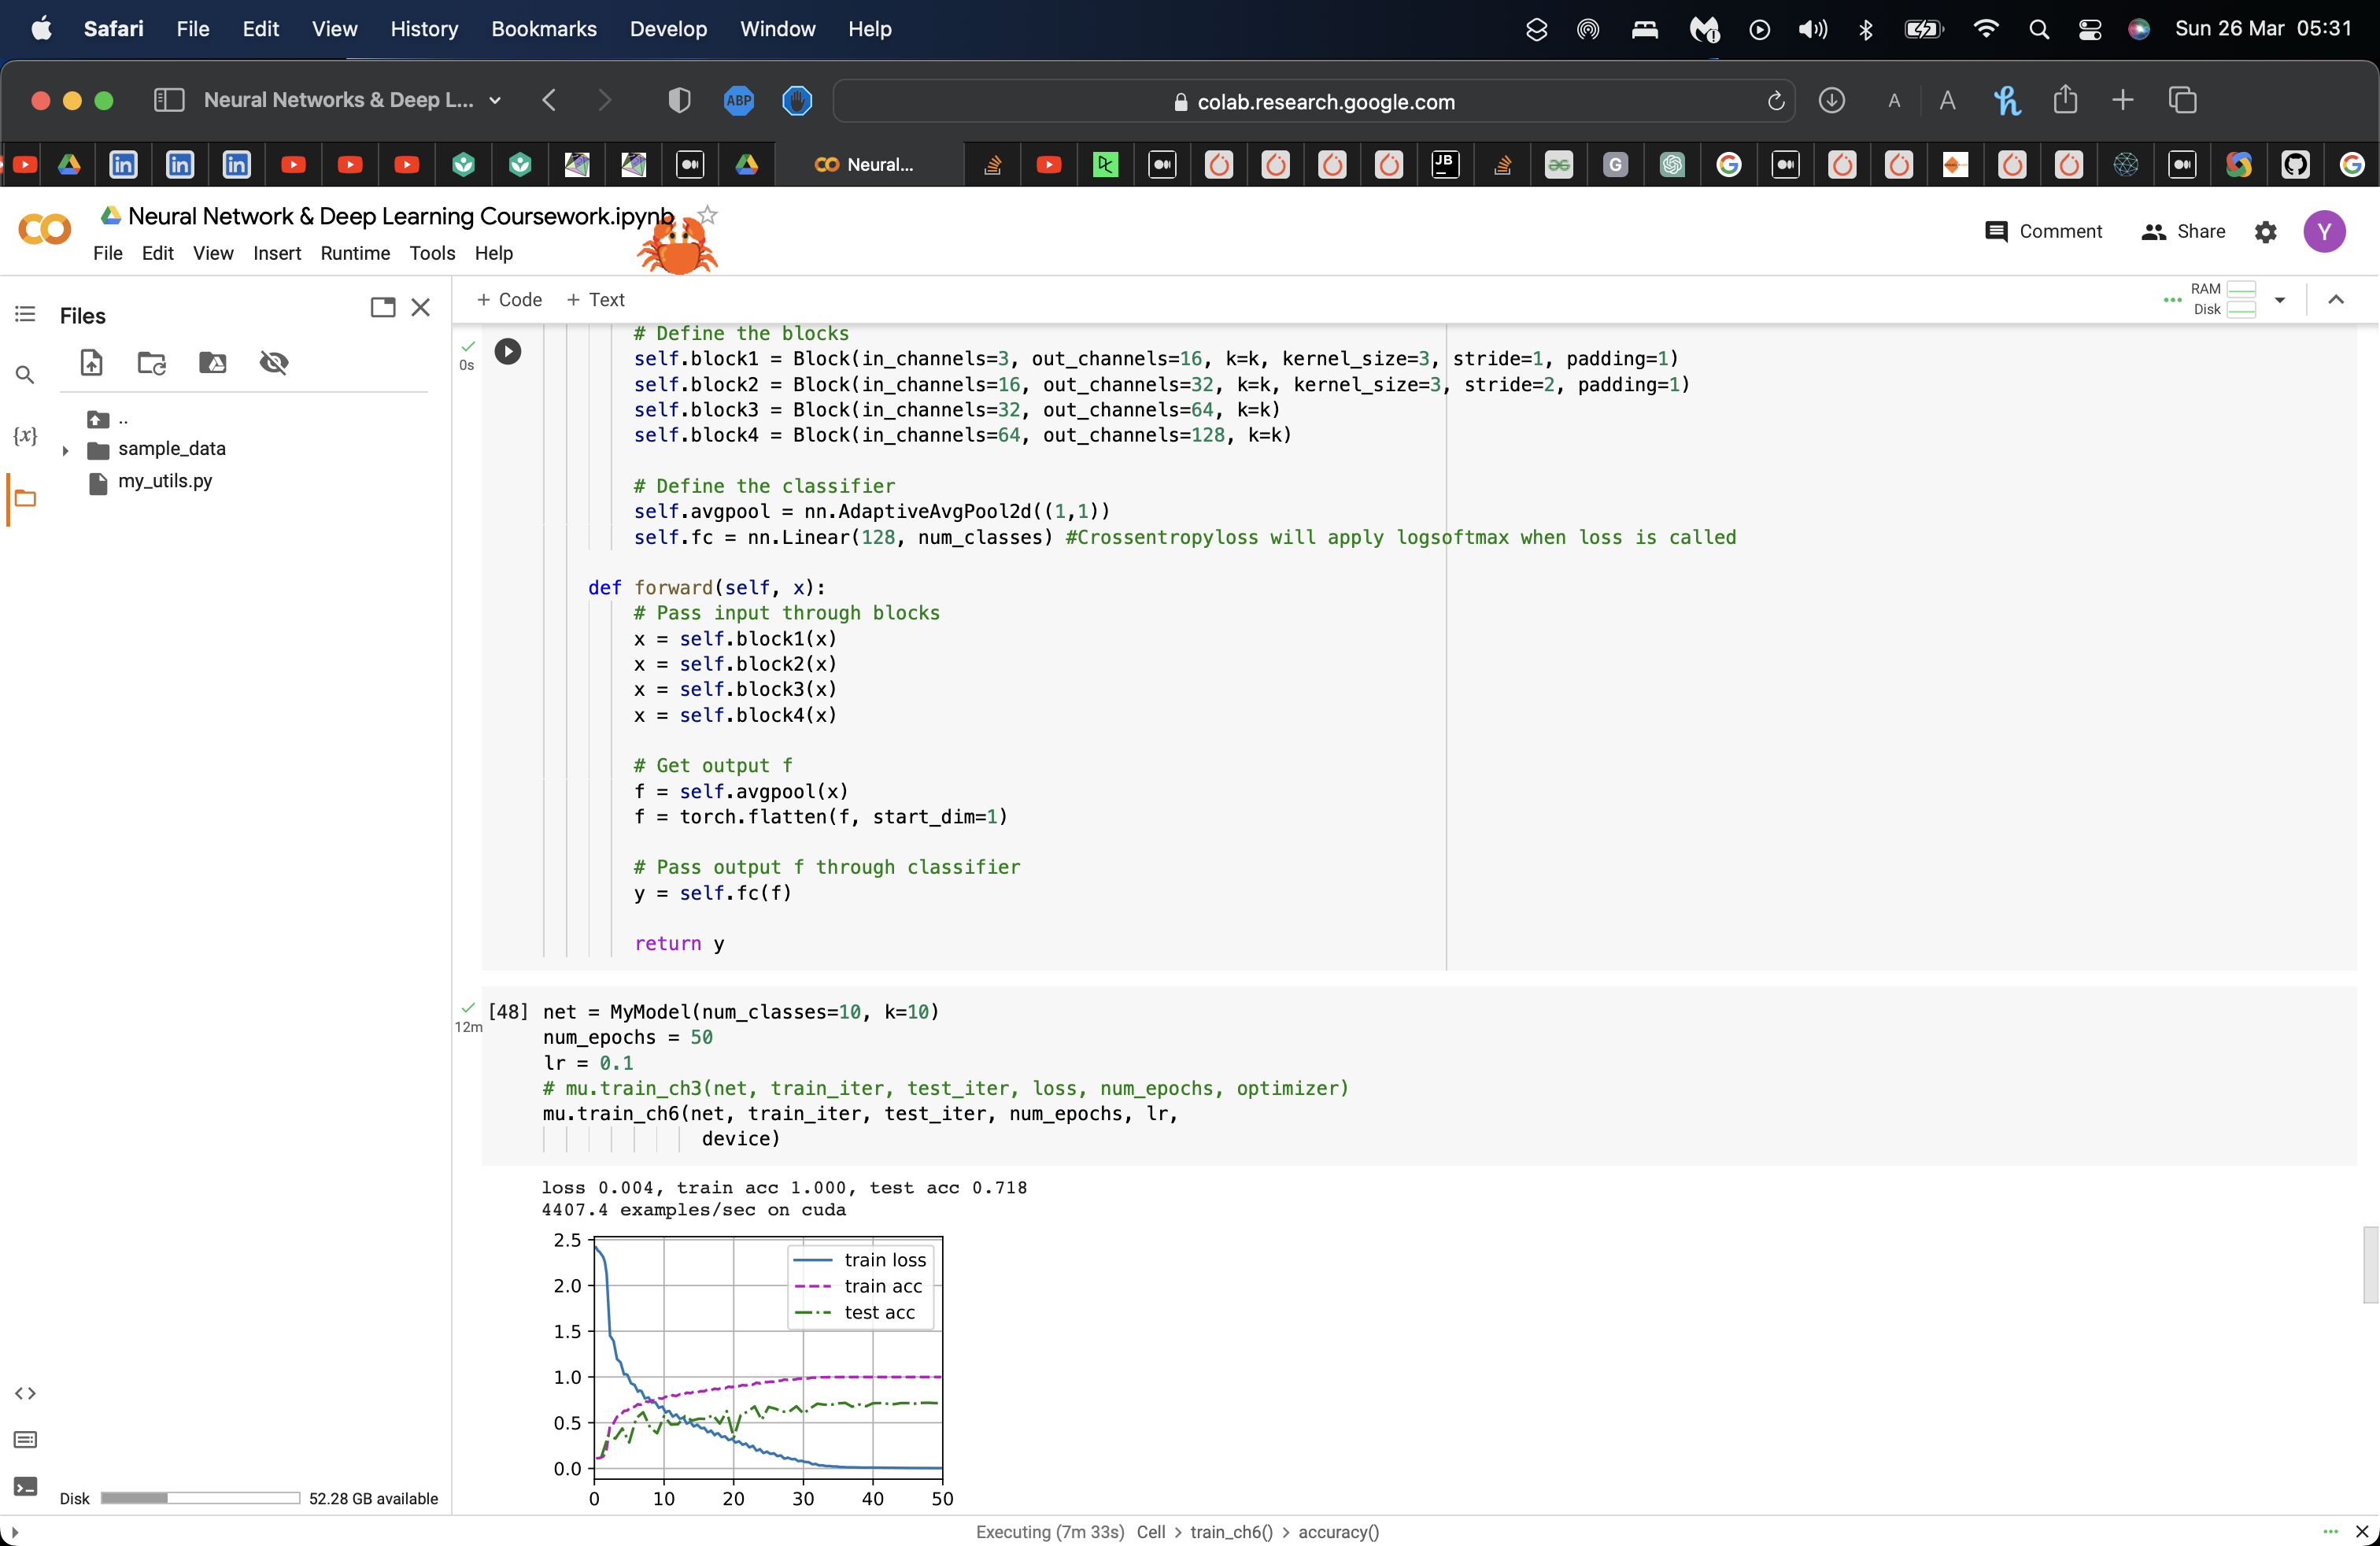 Safari File Edit View History Bookmarks Develop Window Help Sun 26 Mar 05:31
Neural Networks & Deep L... ABP colab.research.google.com A A
Neural... JB G
Neural Network & Deep Learning Coursework.ipynb
File Edit View Insert Runtime Tools Help
Comment Share Y
Files
+ Code + Text
RAM
Disk
..
sample_data
my_utils.py
{x}
0s
# Define the blocks
self.block1 = Block(in_channels=3, out_channels=16, k=k, kernel_size=3, stride=1, padding=1)
self.block2 = Block(in_channels=16, out_channels=32, k=k, kernel_size=3, stride=2, padding=1)
self.block3 = Block(in_channels=32, out_channels=64, k=k)
self.block4 = Block(in_channels=64, out_channels=128, k=k)
# Define the classifier
self.avgpool = nn.AdaptiveAvgPool2d((1,1))
self.fc = nn.Linear(128, num_classes) #Crossentropyloss will apply logsoftmax when loss is called
def forward(self, x):
# Pass input through blocks
x = self.block1(x)
x = self.block2(x)
x = self.block3(x)
x = self.block4(x)
# Get output f
f = self.avgpool(x)
f = torch.flatten(f, start_dim=1)
# Pass output f through classifier
y = self.fc(f)
return y
12m
[48] net = MyModel(num_classes=10, k=10)
num_epochs = 50
lr = 0.1
# mu.train_ch3(net, train_iter, test_iter, loss, num_epochs, optimizer)
mu.train_ch6(net, train_iter, test_iter, num_epochs, lr,
device)
loss 0.004, train acc 1.000, test acc 0.718
4407.4 examples/sec on cuda
2.5
2.0
1.5
1.0
0.5
0.0
train loss
train acc
test acc
0 10 20 30 40 50
Disk 52.28 GB available
Executing (7m 33s) Cell > train_ch6() > accuracy()